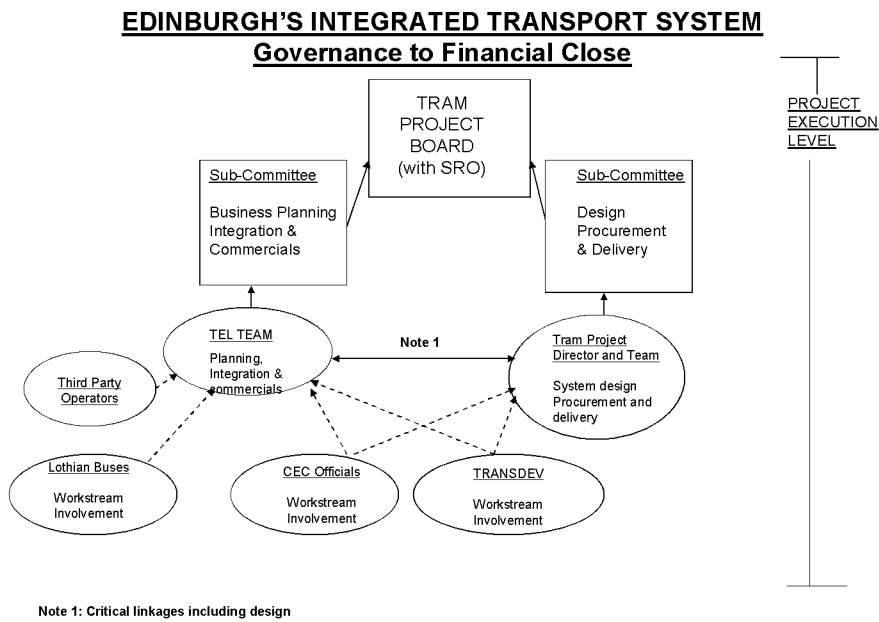 EDINBURGH'S INTEGRATED TRANSPORT SYSTEM
Governance to Financial Close
TRAM
PROJECT
BOARD
(with SRO)
PROJECT
EXECUTION
LEVEL
Sub-Committee
Business Planning
Integration &
Commercials
Sub-Committee
Design
Procurement
& Delivery
TEL TEAM
Planning,
Integration &
commercials
Note 1
Tram Project
Director and Team
System design
Procurement and
delivery
Third Party
Operators
Lothian Buses
Workstream
Involvement
CEC Officials
Workstream
Involvement
TRANSDEV
Workstream
Involvement
Note 1: Critical linkages including design